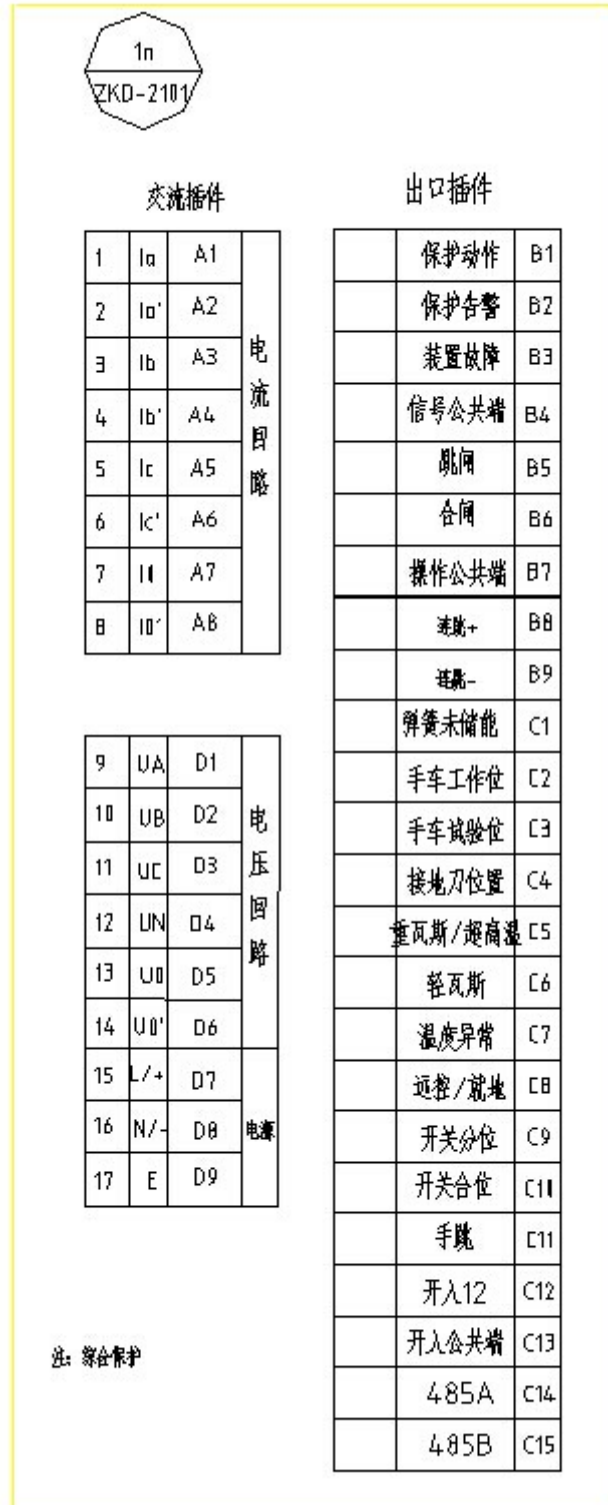 1n
ZKD-2101
交流插件
1 Ia A1
2 Ia' A2
3 Ib A3
4 Ib' A4
5 Ic A5
6 Ic' A6
7 I0 A7
8 I0' A8
电流回路
9 UA D1
10 UB D2
11 UC D3
12 UN D4
13 U0 D5
14 U0' D6
电压回路
15 L/+ D7
16 N/- D8
17 E D9
电源
注: 综合保护
出口插件
保护动作 B1
保护告警 B2
装置故障 B3
信号公共端 B4
跳闸 B5
合闸 B6
操作公共端 B7
连跳+ B8
连跳- B9
弹簧未储能 C1
手车工作位 C2
手车试验位 C3
接地刀位置 C4
重瓦斯/超高温 C5
轻瓦斯 C6
温度异常 C7
远控/就地 C8
开关分位 C9
开关合位 C10
手跳 C11
开入12 C12
开入公共端 C13
485A C14
485B C15